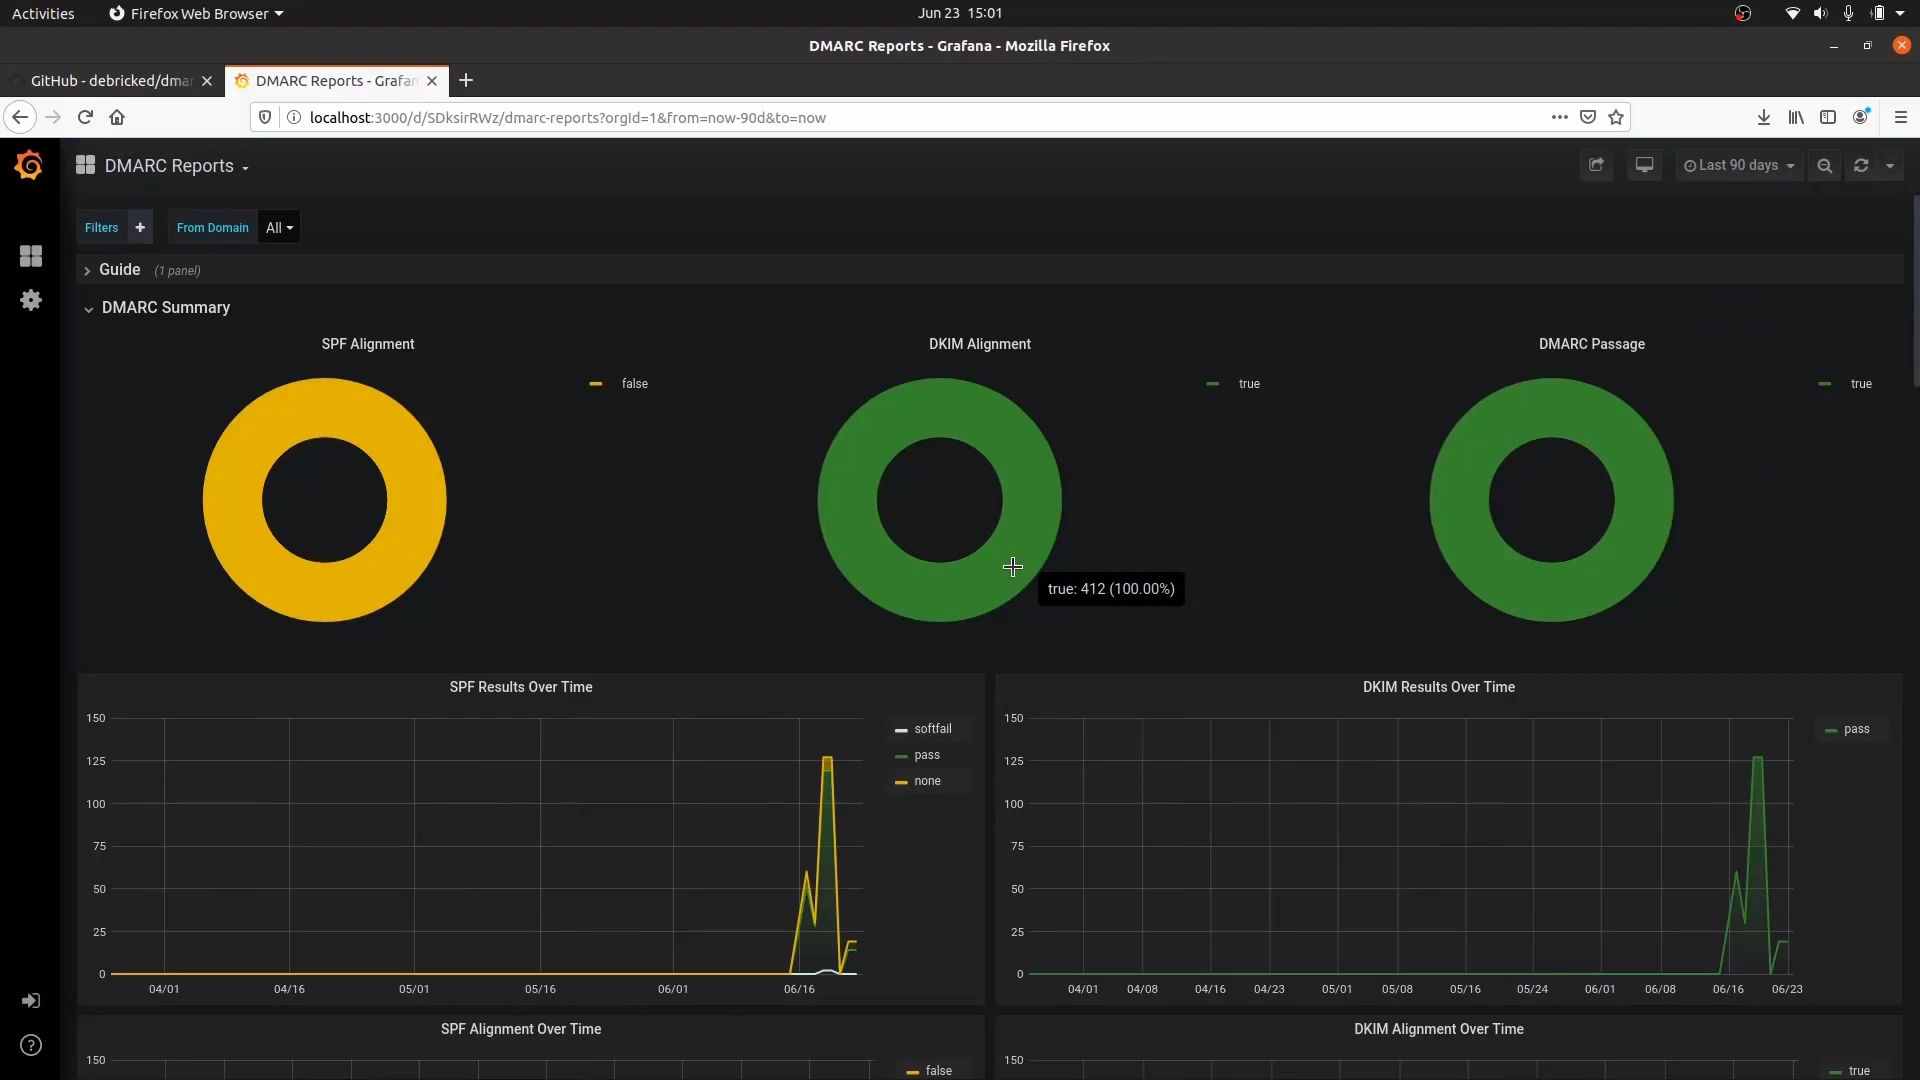 Activities
Firefox Web Browser
Jun 23 15:01
DMARC Reports - Grafana - Mozilla Firefox
GitHub - debricked/dmar
DMARC Reports - Grafan
localhost:3000/d/SDksirRWz/dmarc-reports?orgId=1&from=now-90d&to=now
DMARC Reports
Last 90 days
Filters
From Domain
All
Guide (1 panel)
DMARC Summary
SPF Alignment
false
DKIM Alignment
true
true: 412 (100.00%)
DMARC Passage
true
SPF Results Over Time
150
125
100
75
50
25
0
04/01 04/16 05/01 05/16 06/01 06/16
softfail
pass
none
DKIM Results Over Time
150
125
100
75
50
25
0
04/01 04/08 04/16 04/23 05/01 05/08 05/16 05/24 06/01 06/08 06/16 06/23
pass
SPF Alignment Over Time
150
false
DKIM Alignment Over Time
150
true